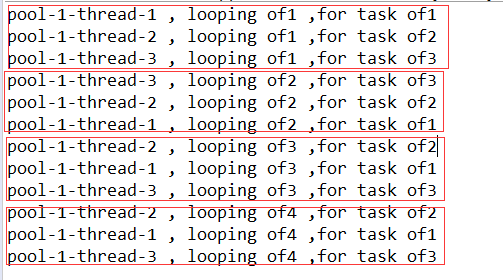 pool-1-thread-1 , looping of1 ,for task of1
pool-1-thread-2 , looping of1 ,for task of2
pool-1-thread-3 , looping of1 ,for task of3
pool-1-thread-3 , looping of2 ,for task of3
pool-1-thread-2 , looping of2 ,for task of2
pool-1-thread-1 , looping of2 ,for task of1
pool-1-thread-2 , looping of3 ,for task of2
pool-1-thread-1 , looping of3 ,for task of1
pool-1-thread-3 , looping of3 ,for task of3
pool-1-thread-2 , looping of4 ,for task of2
pool-1-thread-1 , looping of4 ,for task of1
pool-1-thread-3 , looping of4 ,for task of3